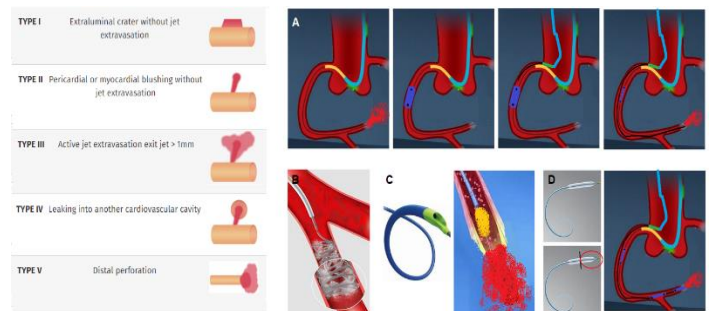 TYPE I Extraluminal crater without jet
extravasation
TYPE II Pericardial or myocardial blushing without
jet extravasation
TYPE III Active jet extravasation exit jet > 1mm
TYPE IV Leaking into another cardiovascular cavity
TYPE V Distal perforation
A
B
C
D